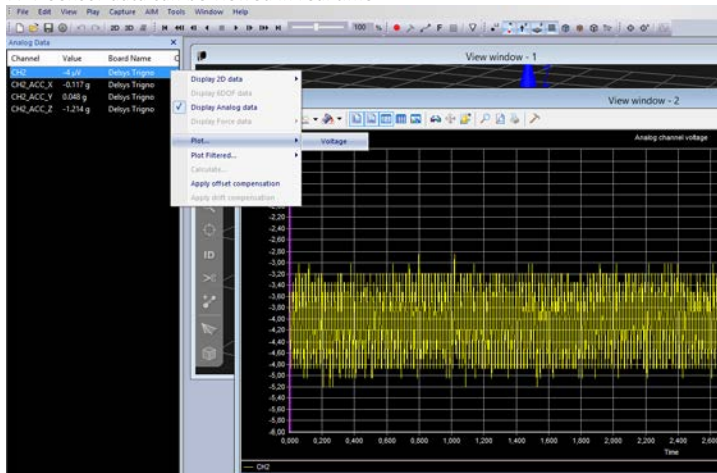 File Edit View Play Capture AIM Tools Window Help
2D 3D 100 % F
Analog Data ×
Channel Value Board Name C
CH2 -4 µV Delsys Trigno
CH2_ACC_X -0.117 g Delsys Trigno
CH2_ACC_Y 0.048 g Delsys Trigno
CH2_ACC_Z -1.214 g Delsys Trigno
View window - 1
Display 2D data
Display 6DOF data
Display Analog data
Display Force data
Plot...
Voltage
Plot Filtered...
Calculate...
Apply offset compensation
Apply drift compensation
View window - 2
Analog channel voltage
ID
-2,20
-2,40
-2,60
-2,80
-3,00
-3,20
-3,40
-3,60
-3,80
-4,00
-4,20
-4,40
-4,60
-4,80
-5,00
-5,20
-5,40
-5,60
-5,80
-6,00
0,000 0,200 0,400 0,600 0,800 1,000 1,200 1,400 1,600 1,800 2,000 2,200 2,400 2,600
Time
CH2